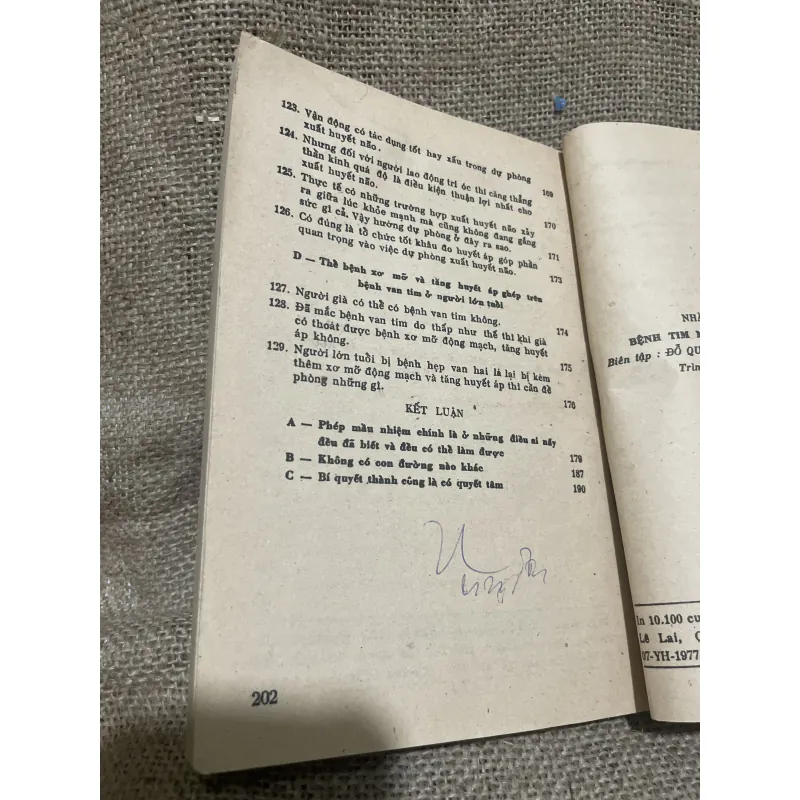 123. Vận động có tác dụng tốt hay xấu trong dự phòng
xuất huyết não. 169
124. Nhưng đối với người lao động trí óc thì căng thẳng
thần kinh quá độ là điều kiện thuận lợi nhất cho
xuất huyết não. 170
125. Thực tế có những trường hợp xuất huyết não xảy
ra giữa lúc khỏe mạnh mà cũng không đang gắng
sức gì cả. Vậy hướng dự phòng ở đây ra sao. 171
126. Có đúng là tổ chức tốt khâu đo huyết áp góp phần
quan trọng vào việc dự phòng xuất huyết não. 173
D — Thề bệnh xơ mỡ và tăng huyết áp ghép trên
bệnh van tim ở người lớn tuổi
127. Người già có thề có bệnh van tim không. 174
128. Đã mắc bệnh van tim do thấp như thế thì khi già
có thoát được bệnh xơ mỡ động mạch, tăng huyết
áp không. 175
129. Người lớn tuổi bị bệnh hẹp van hai lá lại bị kèm
thêm xơ mỡ động mạch và tăng huyết áp thì cần đề
phòng những gì. 176
KẾT LUẬN
A — Phép mầu nhiệm chính là ở những điều ai nấy
đều đã biết và đều có thề làm được 179
B — Không có con đường nào khác 187
C — Bí quyết thành công là có quyết tâm 190
202
NHÀ
BỆNH TIM
Biên tập : ĐỖ QU
Trìn
In 10.100 cu
Lê Lai,
07-YH-1977